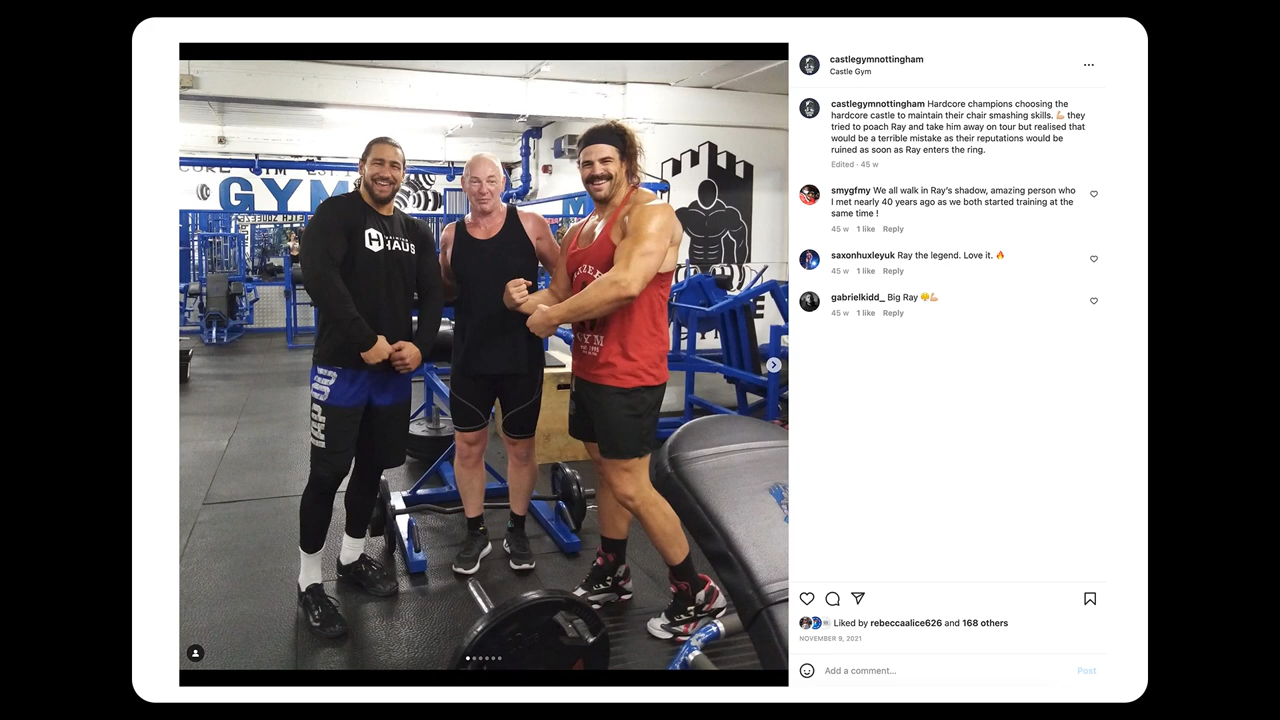 castlegymnottingham
Castle Gym
castlegymnottingham Hardcore champions choosing the
hardcore castle to maintain their chair smashing skills. 💪🏼 they
tried to poach Ray and take him away on tour but realised that
would be a terrible mistake as their reputations would be
ruined as soon as Ray enters the ring.
Edited · 45 w
smygfmy We all walk in Ray's shadow, amazing person who
I met nearly 40 years ago as we both started training at the
same time !
45 w 1 like Reply
saxonhuxleyuk Ray the legend. Love it. 🔥
45 w 1 like Reply
gabrielkidd_ Big Ray 👊💪🏼
45 w 1 like Reply
Liked by rebeccaalice626 and 168 others
NOVEMBER 9, 2021
Add a comment...
Post
GYM
HAUS
GYM
TAPOUT